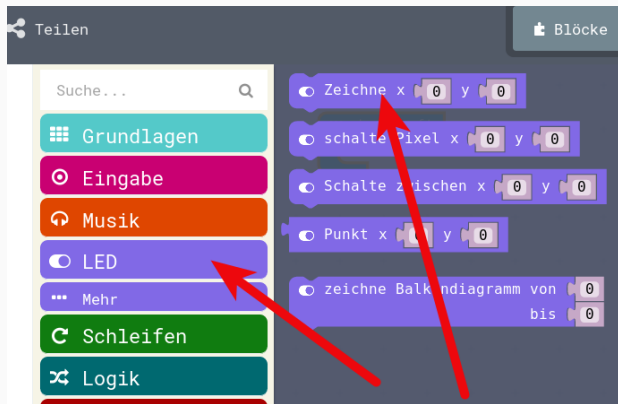 Teilen
Blöcke
Suche...
Grundlagen
Eingabe
Musik
LED
Mehr
Schleifen
Logik
Zeichne x 0 y 0
schalte Pixel x 0 y 0
Schalte zwischen x 0 y 0
Punkt x 0 y 0
zeichne Balkendiagramm von 0
bis 0